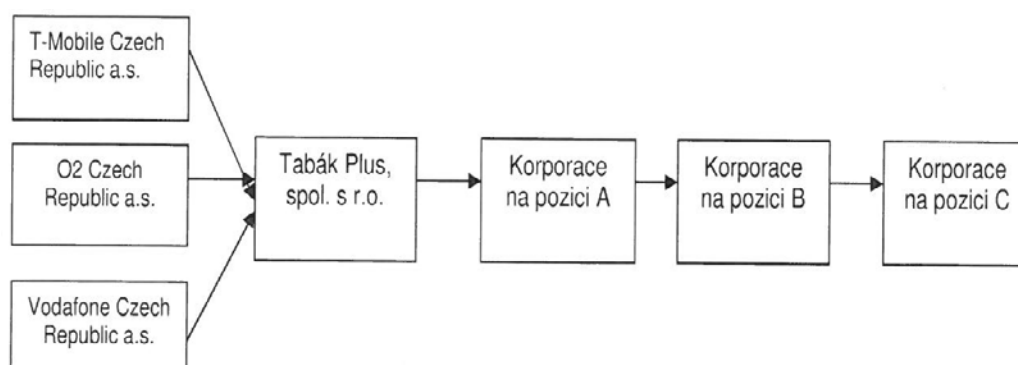 T-Mobile Czech
Republic a.s.
O2 Czech
Republic a.s.
Vodafone Czech
Republic a.s.
Tabák Plus,
spol. s r.o.
Korporace
na pozici A
Korporace
na pozici B
Korporace
na pozici C